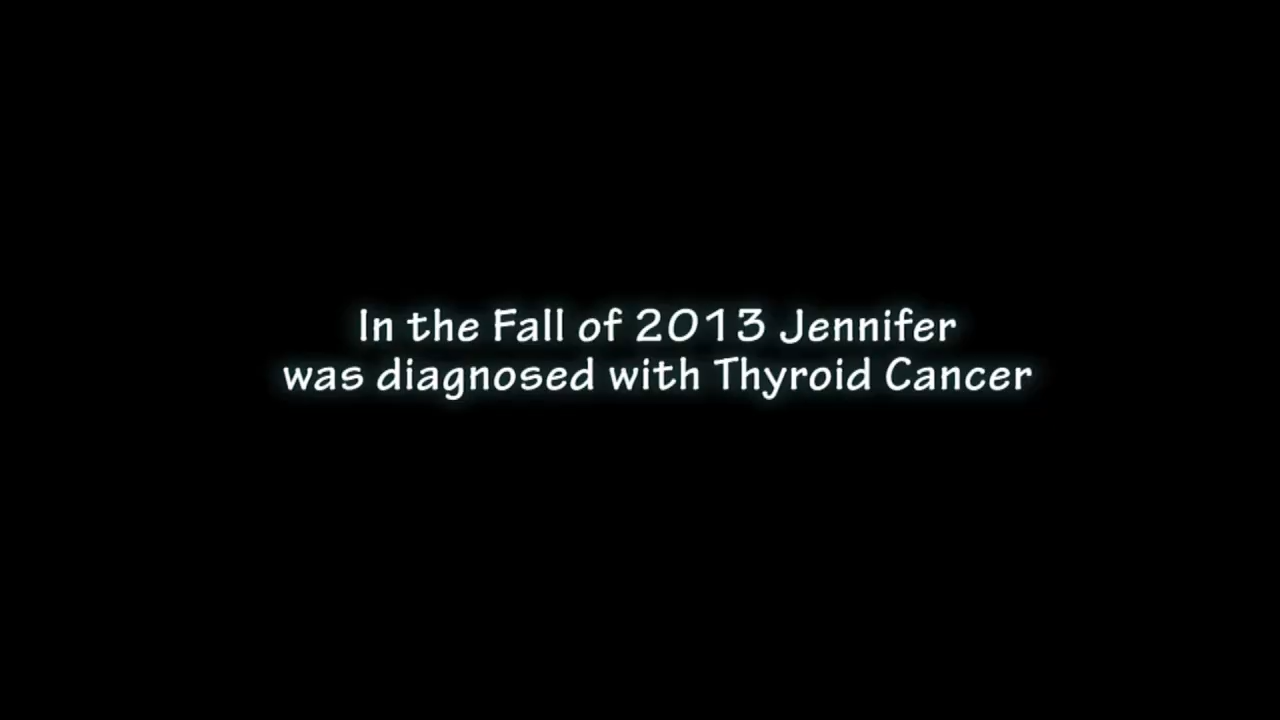 In the Fall of 2013 Jennifer
was diagnosed with Thyroid Cancer